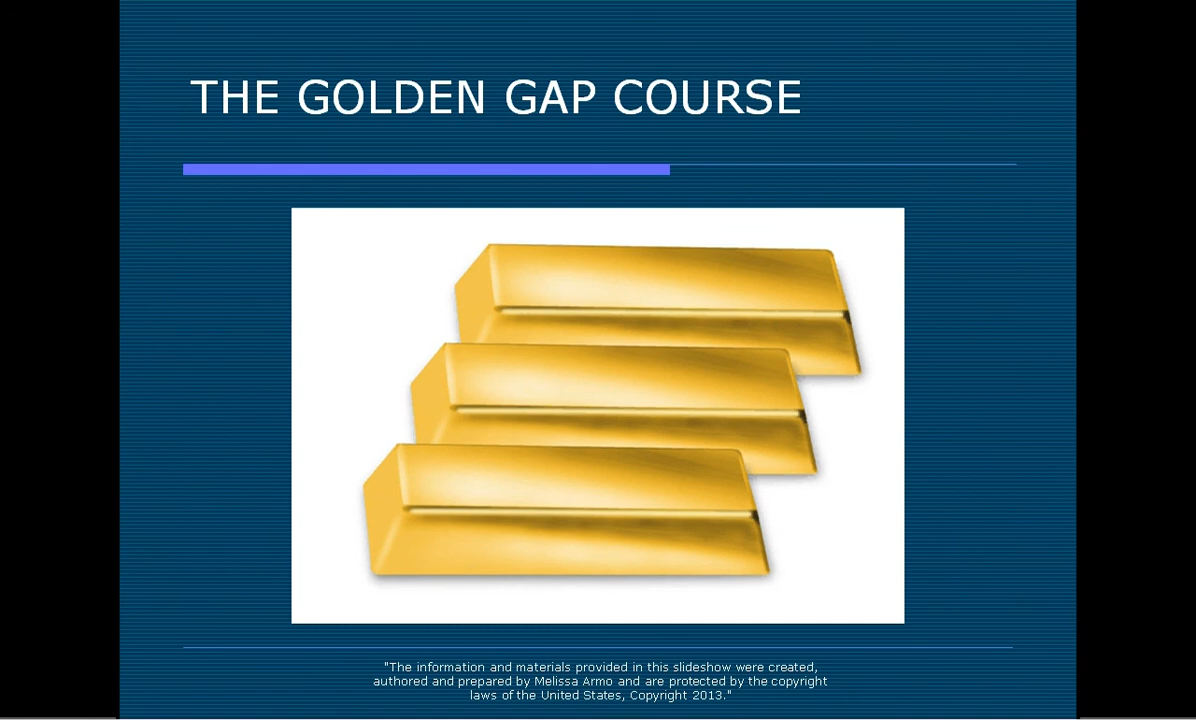 THE GOLDEN GAP COURSE
"The information and materials provided in this slideshow were created,
authored and prepared by Melissa Armo and are protected by the copyright
laws of the United States, Copyright 2013."